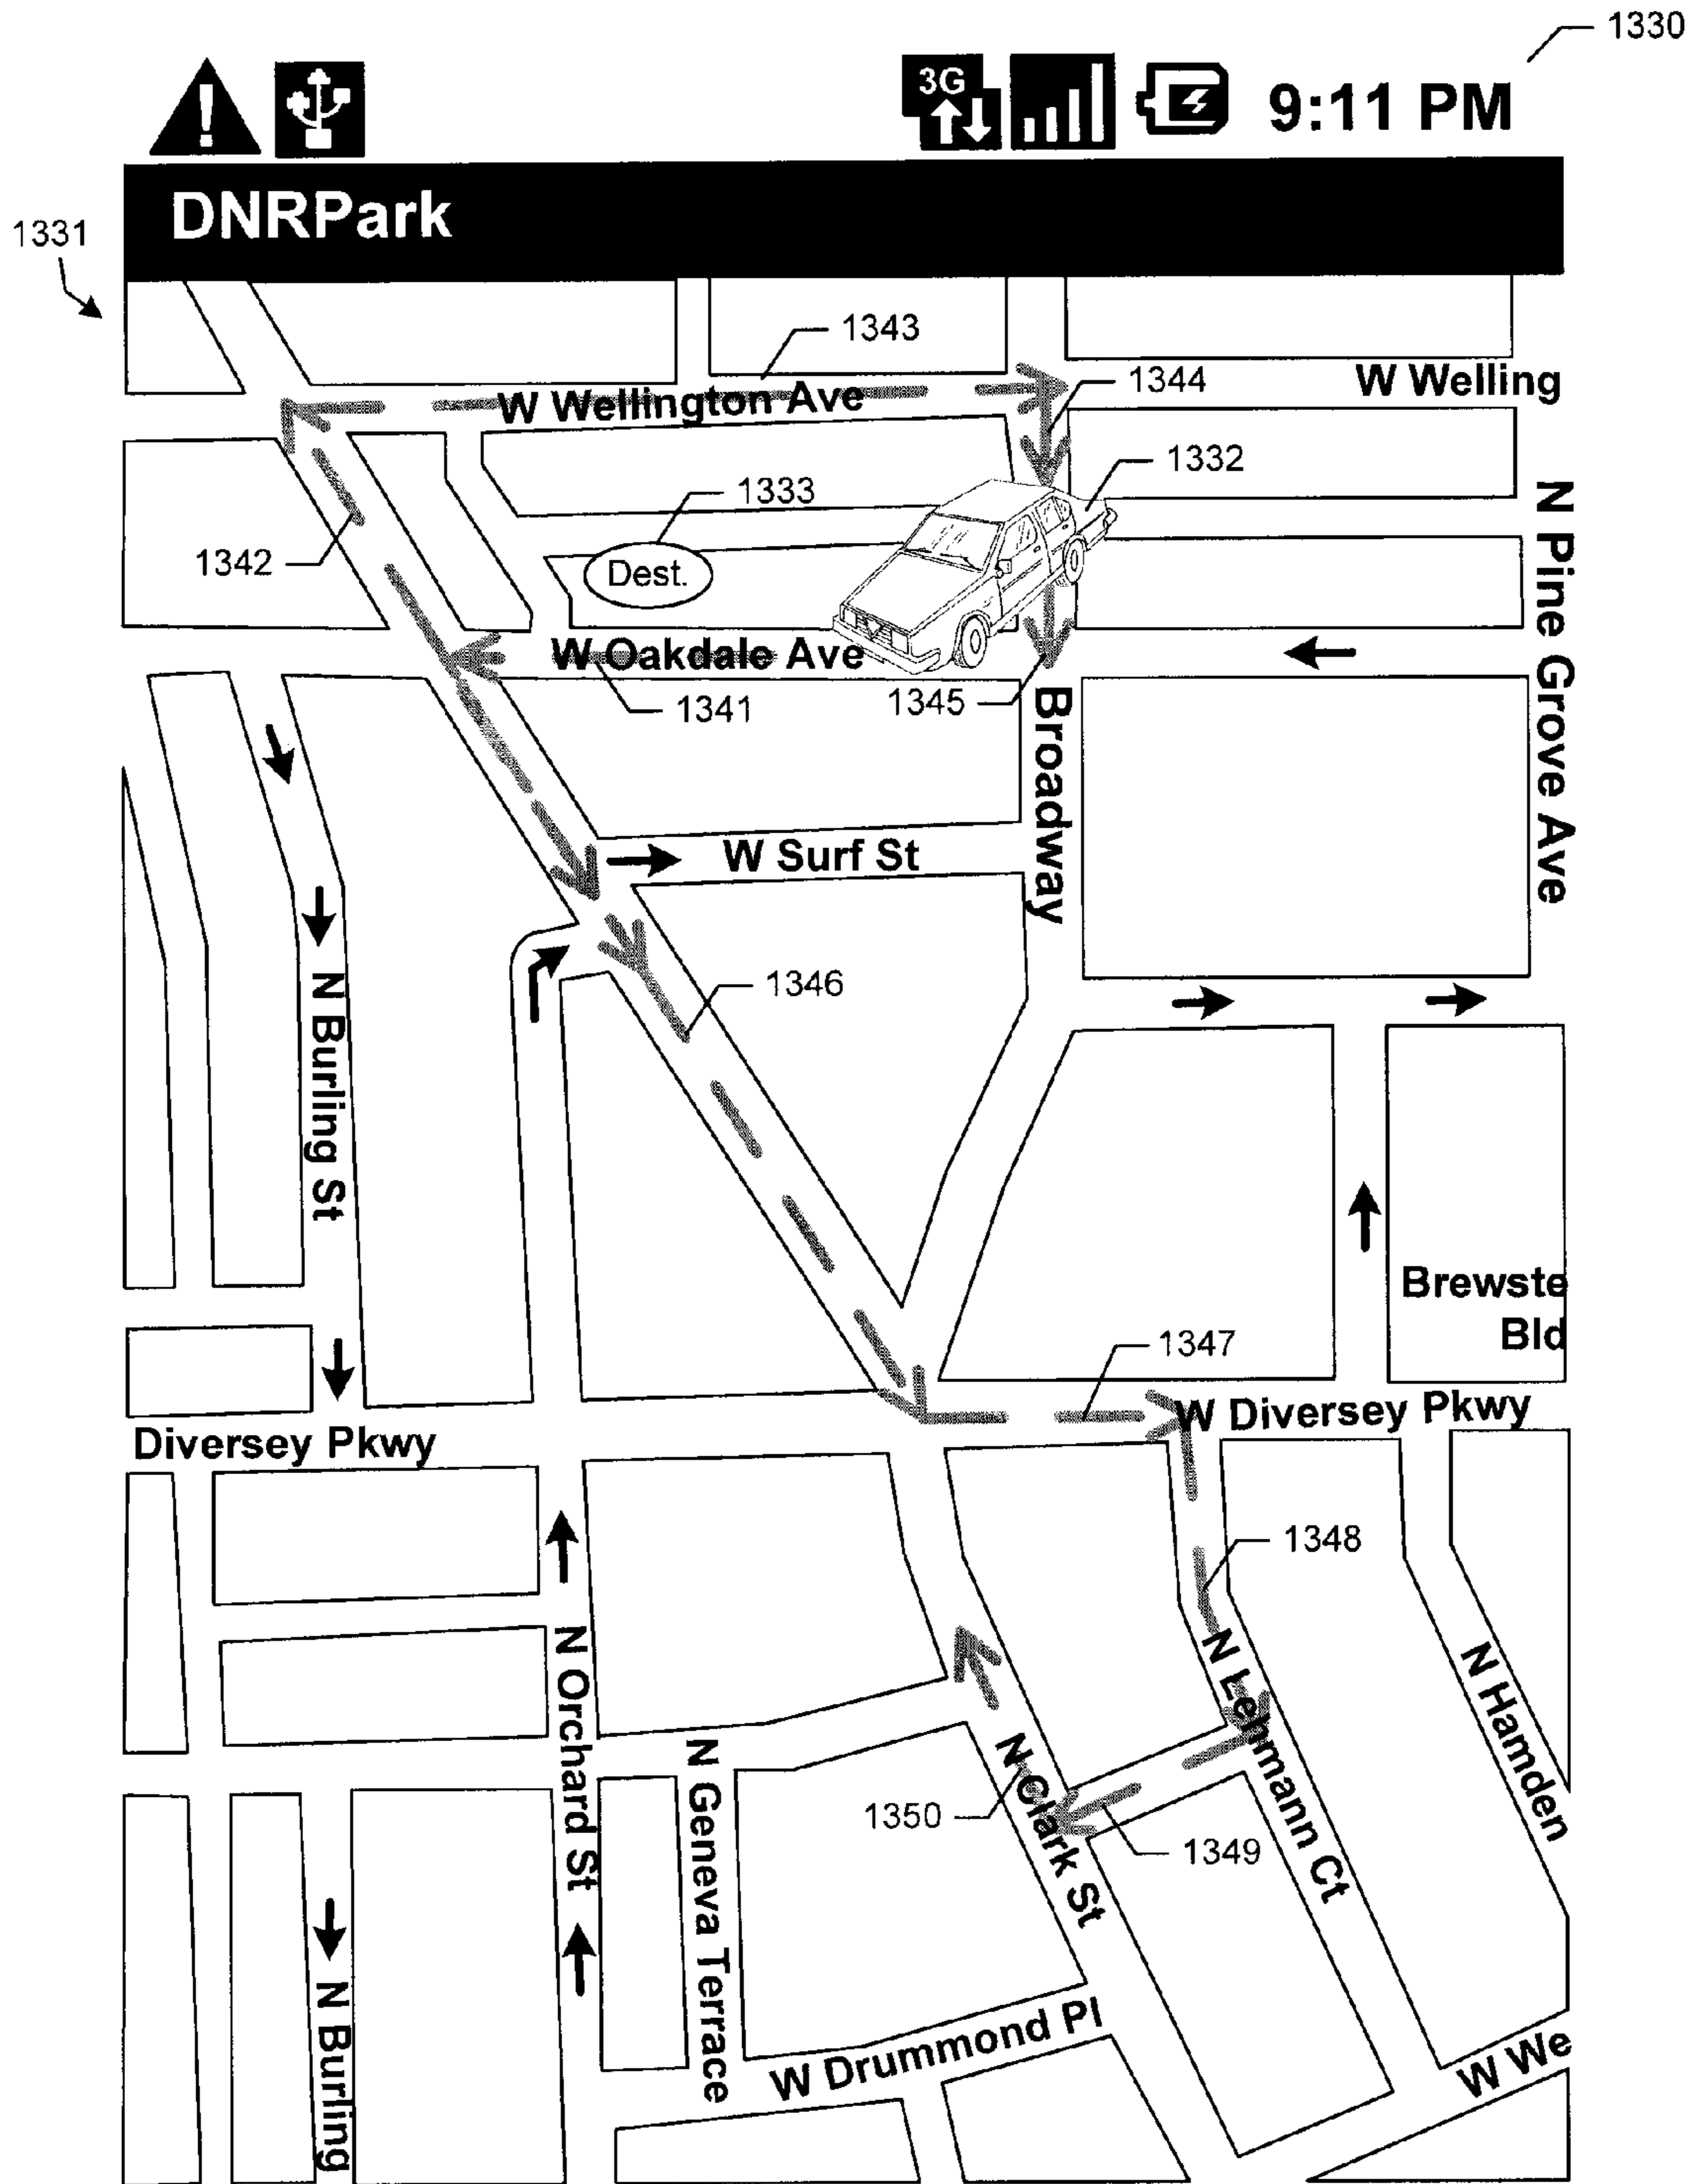 1330
3G
9:11 PM
DNRPark
1331
1343
W Wellington Ave
1344
W Welling
1332
1333
1342
Dest.
N Pine Grove Ave
W Oakdale Ave
1341
1345
Broadway
W Surf St
1346
N Burling St
Brewste
Bld
1347
W Diversey Pkwy
Diversey Pkwy
1348
N Orchard St
N Lehmann Ct
N Hamden
N Geneva Terrace
N Clark St
1350
1349
W Drummond Pl
W We
N Burling